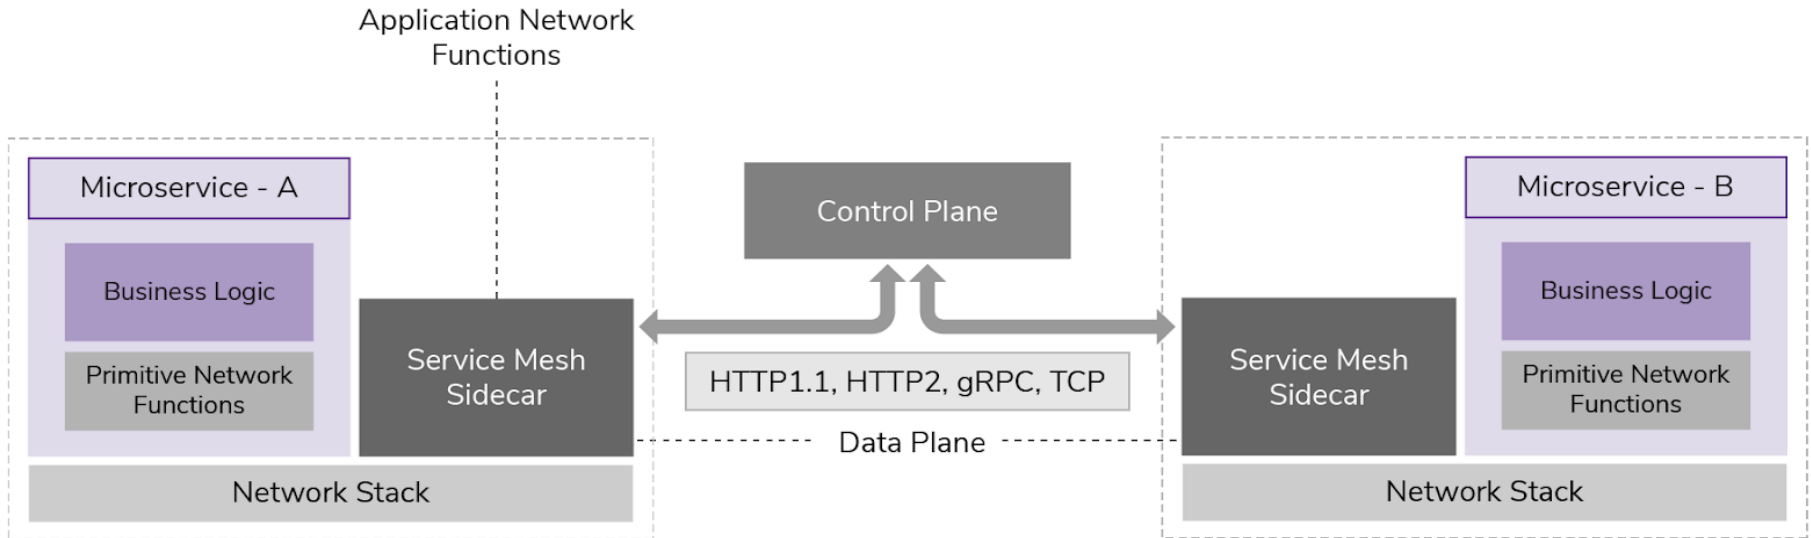 Application Network
Functions
Microservice - A
Business Logic
Primitive Network
Functions
Service Mesh
Sidecar
Network Stack
Control Plane
HTTP1.1, HTTP2, gRPC, TCP
Data Plane
Microservice - B
Business Logic
Primitive Network
Functions
Service Mesh
Sidecar
Network Stack